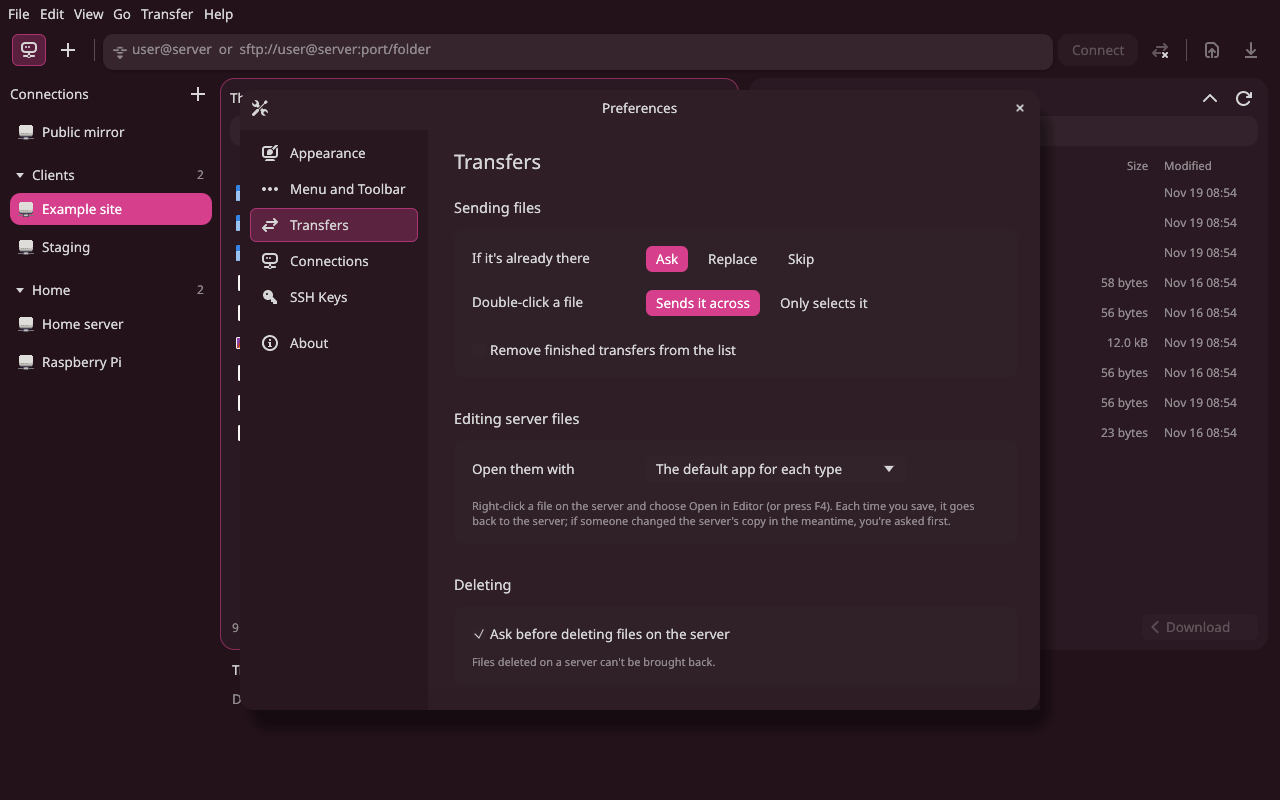 File Edit View Go Transfer Help
user@server or sftp://user@server:port/folder
Connect
Connections
Public mirror
Clients 2
Example site
Staging
Home 2
Home server
Raspberry Pi
Preferences
Appearance
Menu and Toolbar
Transfers
Connections
SSH Keys
About
Transfers
Sending files
If it's already there Ask Replace Skip
Double-click a file Sends it across Only selects it
Remove finished transfers from the list
Editing server files
Open them with The default app for each type
Right-click a file on the server and choose Open in Editor (or press F4). Each time you save, it goes
back to the server; if someone changed the server's copy in the meantime, you're asked first.
Deleting
Ask before deleting files on the server
Files deleted on a server can't be brought back.
Size Modified
Nov 19 08:54
Nov 19 08:54
Nov 19 08:54
58 bytes Nov 16 08:54
56 bytes Nov 16 08:54
12.0 kB Nov 19 08:54
56 bytes Nov 16 08:54
56 bytes Nov 19 08:54
23 bytes Nov 16 08:54
9
Download